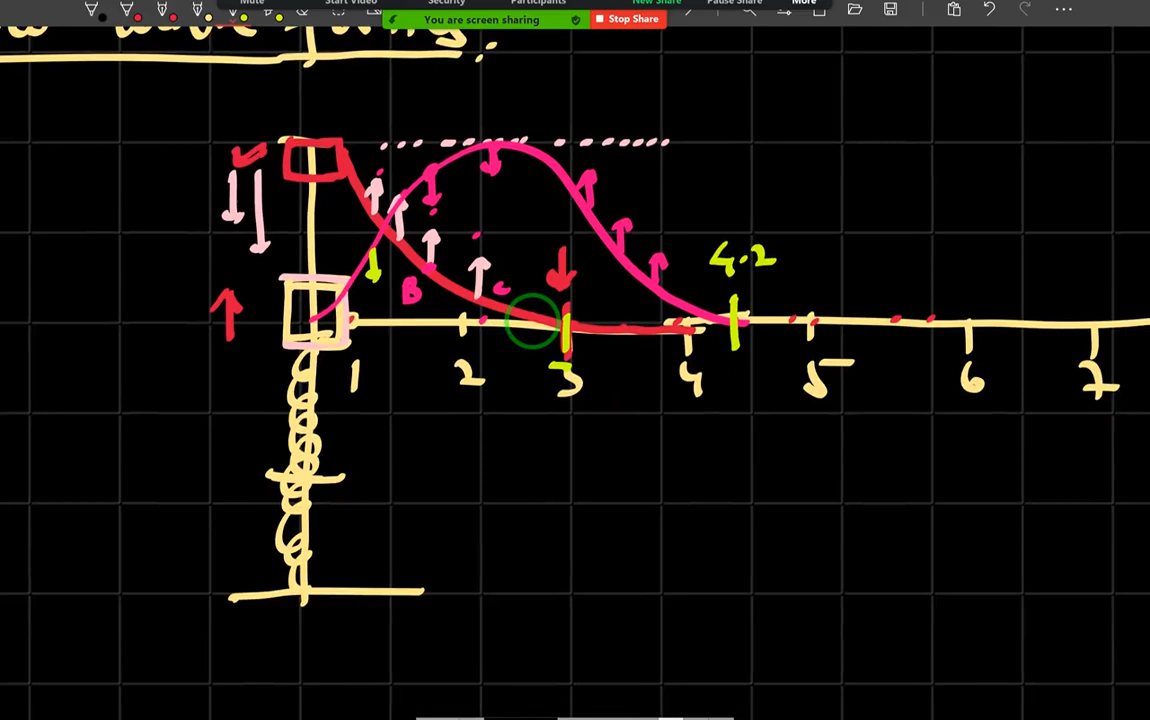 Mute Start Video Security Participants New Share Pause Share More
You are screen sharing Stop Share
4.2
B C
1 2 3 4 5 6 7